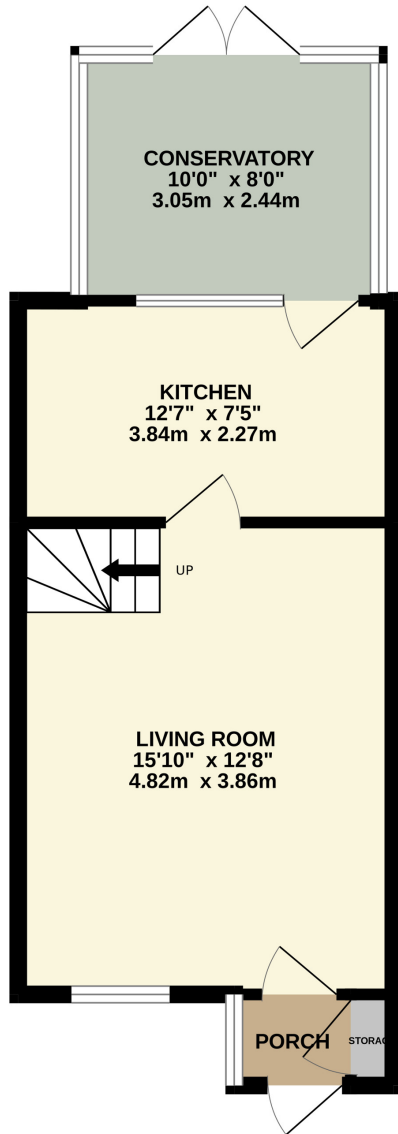 CONSERVATORY
10'0" x 8'0"
3.05m x 2.44m
KITCHEN
12'7" x 7'5"
3.84m x 2.27m
UP
LIVING ROOM
15'10" x 12'8"
4.82m x 3.86m
PORCH
STORAG